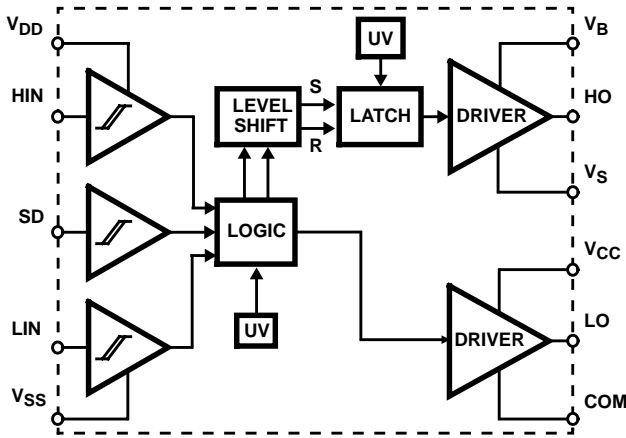 VDD
HIN
SD
LIN
VSS
UV
LEVEL
SHIFT
S
R
LATCH
DRIVER
LOGIC
UV
DRIVER
VB
HO
VS
VCC
LO
COM